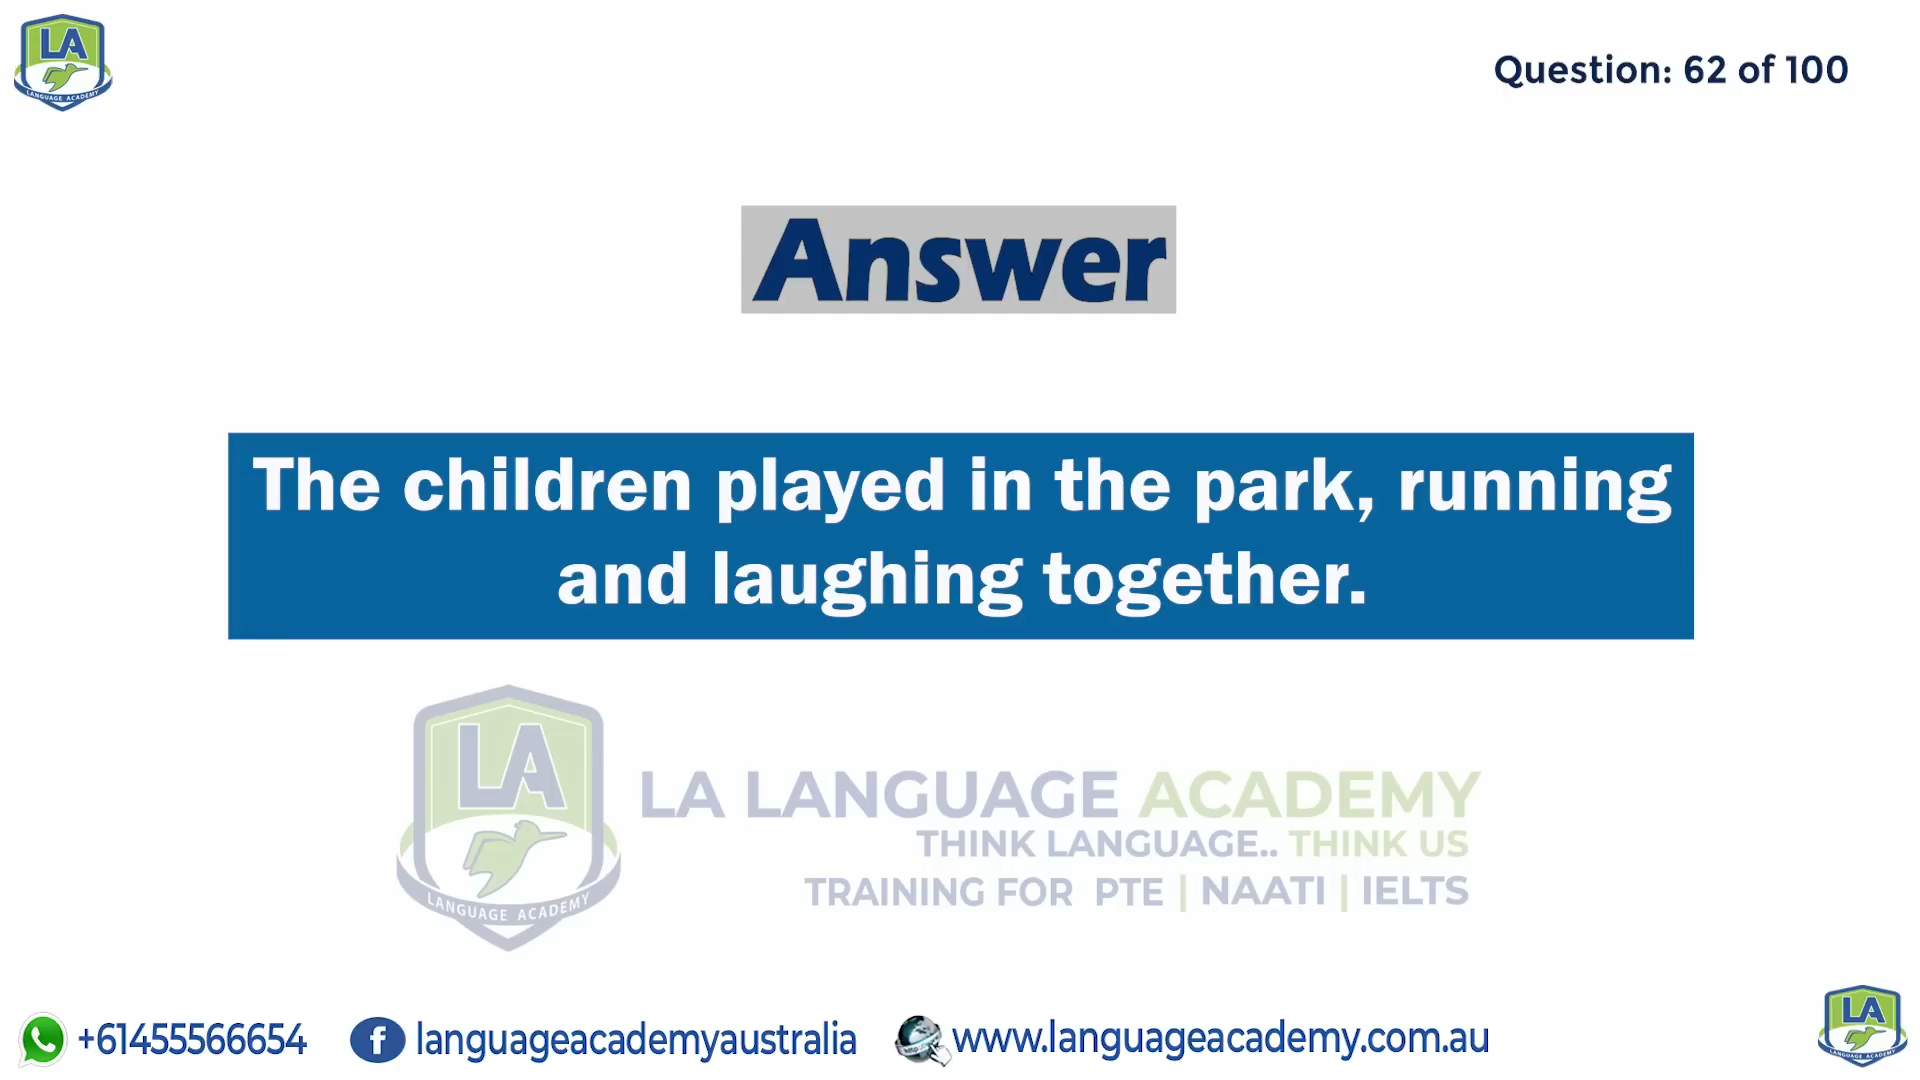 LA
LANGUAGE ACADEMY
Question: 62 of 100
Answer
The children played in the park, running
and laughing together.
LA
LANGUAGE ACADEMY
LA LANGUAGE ACADEMY
THINK LANGUAGE.. THINK US
TRAINING FOR PTE | NAATI | IELTS
+61455566654
languageacademyaustralia
www.languageacademy.com.au
LA
LANGUAGE ACADEMY